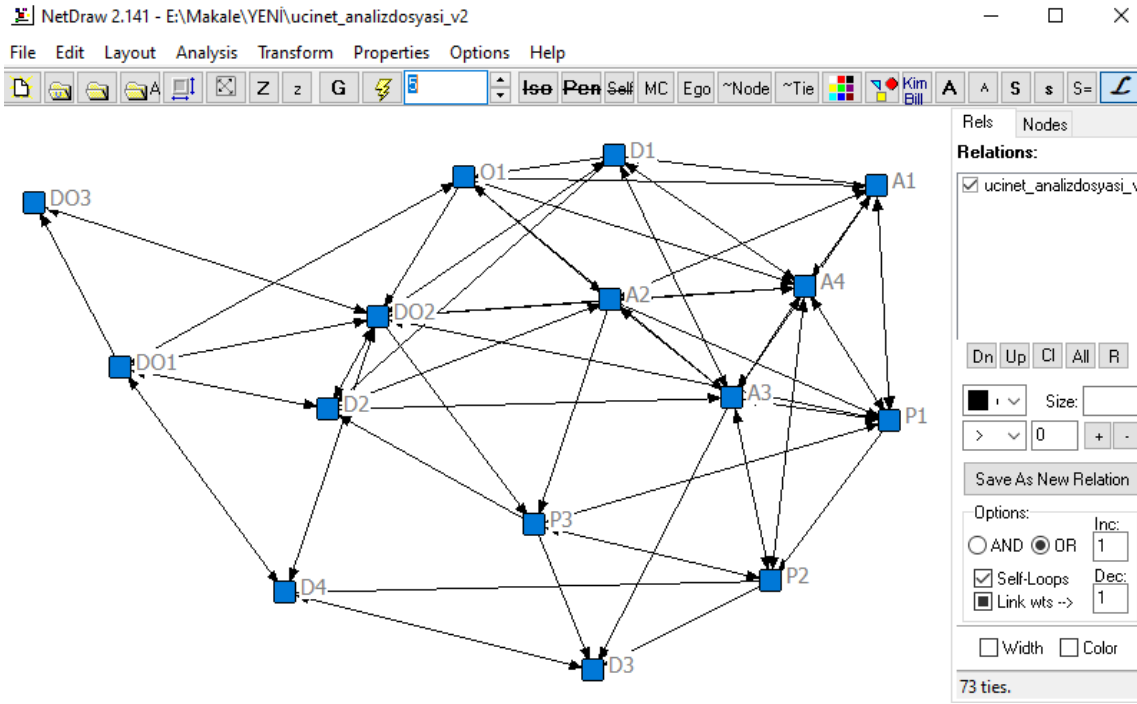 NetDraw 2.141 - E:\Makale\YENİ\ucinet_analizdosyasi_v2
File Edit Layout Analysis Transform Properties Options Help
A Z z G 5 Iso Pen Self MC Ego ~Node ~Tie Kim Bill A A S s S= L
Rels Nodes
Relations:
ucinet_analizdosyasi_v
D1
O1
A1
DO3
A4
A2
DO2
DO1
A3
D2
P1
P3
P2
D4
D3
Dn Up Cl All R
Size:
> 0 + -
Save As New Relation
Options:
AND OR
Inc:
1
Self-Loops
Link wts -->
Dec:
1
Width Color
73 ties.